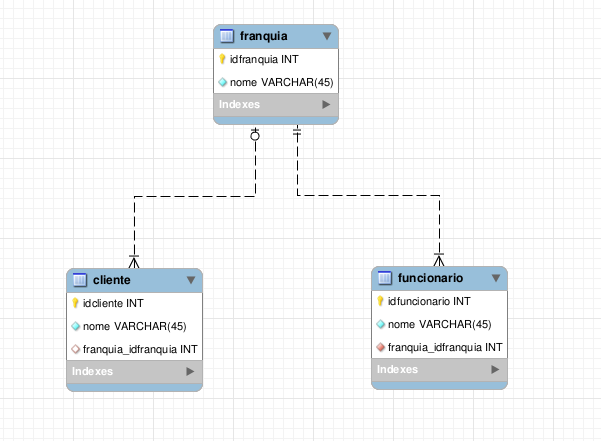 franquia
idfranquia INT
nome VARCHAR(45)
Indexes
cliente
idcliente INT
nome VARCHAR(45)
franquia_idfranquia INT
Indexes
funcionario
idfuncionario INT
nome VARCHAR(45)
franquia_idfranquia INT
Indexes